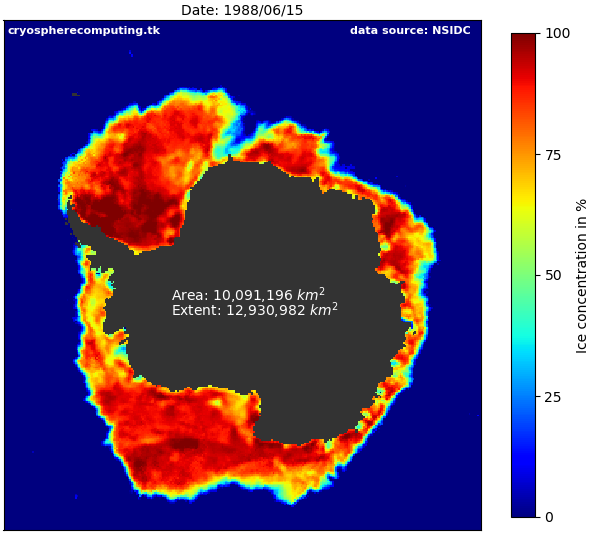 Date: 1988/06/15
cryospherecomputing.tk data source: NSIDC
100
75
50
25
0
Ice concentration in %
Area: 10,091,196 km²
Extent: 12,930,982 km²